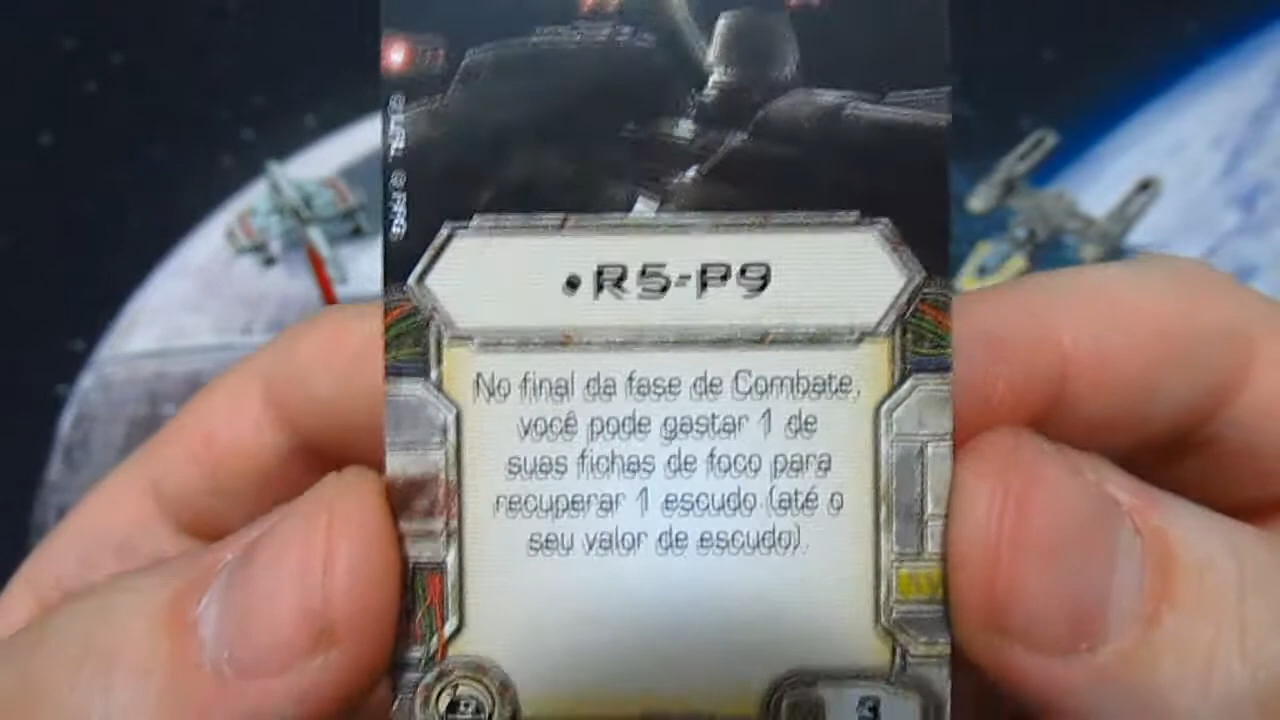 •R5-P9
No final da fase de Combate,
você pode gastar 1 de
suas fichas de foco para
recuperar 1 escudo (até o
seu valor de escudo).
3